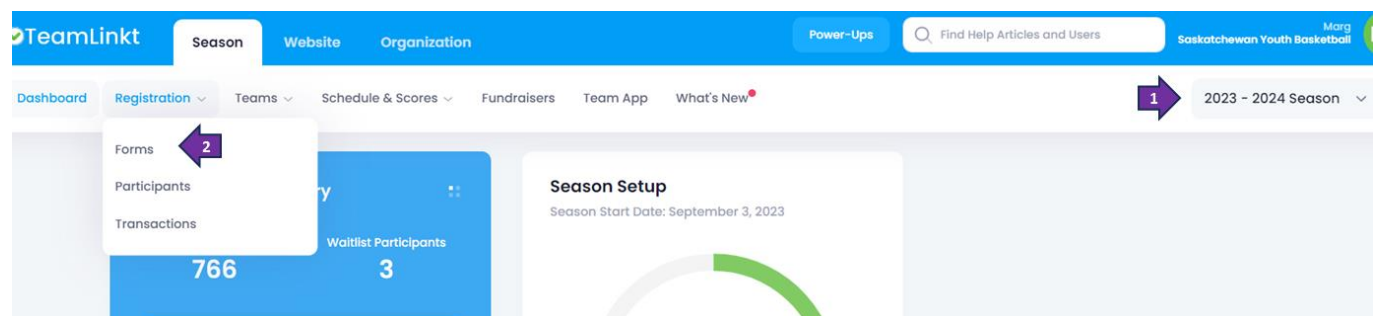 TeamLinkt
Season
Website
Organization
Power-Ups
Find Help Articles and Users
Marg
Saskatchewan Youth Basketball
Dashboard
Registration
Teams
Schedule & Scores
Fundraisers
Team App
What's New
1
2023 - 2024 Season
Forms
2
Participants
Transactions
ry
Waitlist Participants
766
3
Season Setup
Season Start Date: September 3, 2023